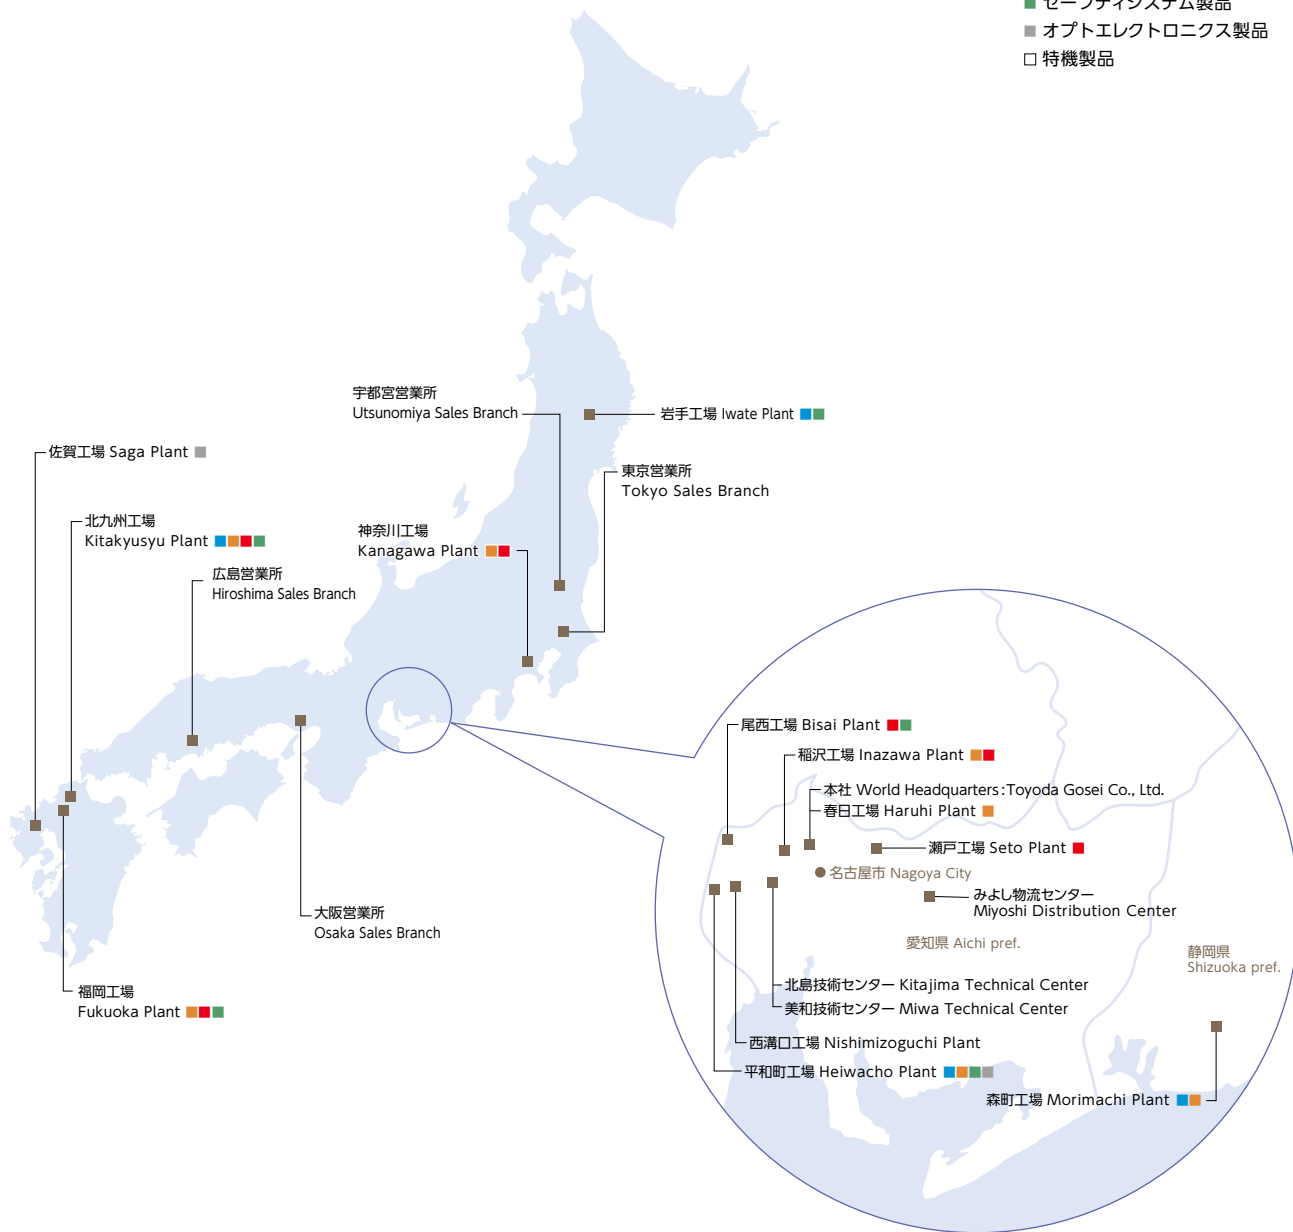 セーフティシステム製品
オプトエレクトロニクス製品
特機製品
宇都宮営業所
Utsunomiya Sales Branch
岩手工場 Iwate Plant
佐賀工場 Saga Plant
東京営業所
Tokyo Sales Branch
北九州工場
Kitakyusyu Plant
神奈川工場
Kanagawa Plant
広島営業所
Hiroshima Sales Branch
尾西工場 Bisai Plant
稲沢工場 Inazawa Plant
本社 World Headquarters:Toyoda Gosei Co., Ltd.
春日工場 Haruhi Plant
瀬戸工場 Seto Plant
名古屋市 Nagoya City
みよし物流センター
Miyoshi Distribution Center
大阪営業所
Osaka Sales Branch
愛知県 Aichi pref.
静岡県
Shizuoka pref.
北島技術センター Kitajima Technical Center
美和技術センター Miwa Technical Center
福岡工場
Fukuoka Plant
西溝口工場 Nishimizoguchi Plant
平和町工場 Heiwacho Plant
森町工場 Morimachi Plant